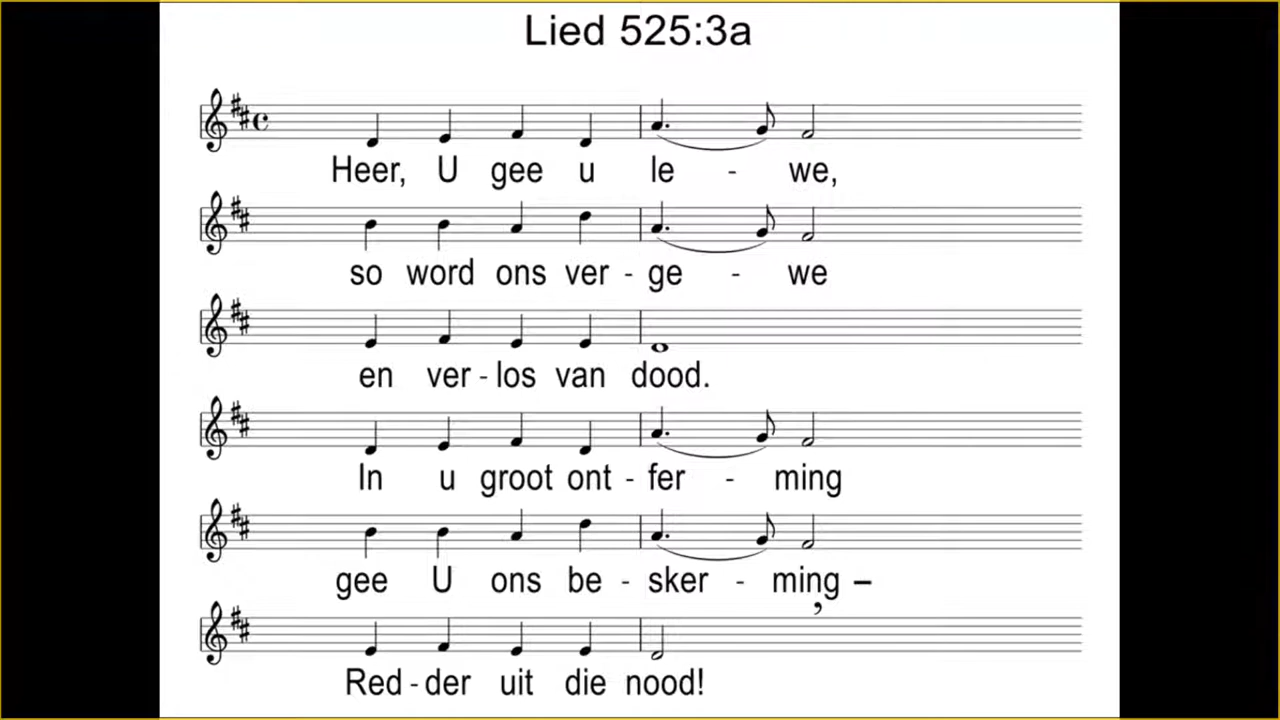 Lied 525:3a
Heer, U gee u le - we,
so word ons ver - ge - we
en ver - los van dood.
In u groot ont - fer - ming
gee U ons be - sker - ming –
Red - der uit die nood!